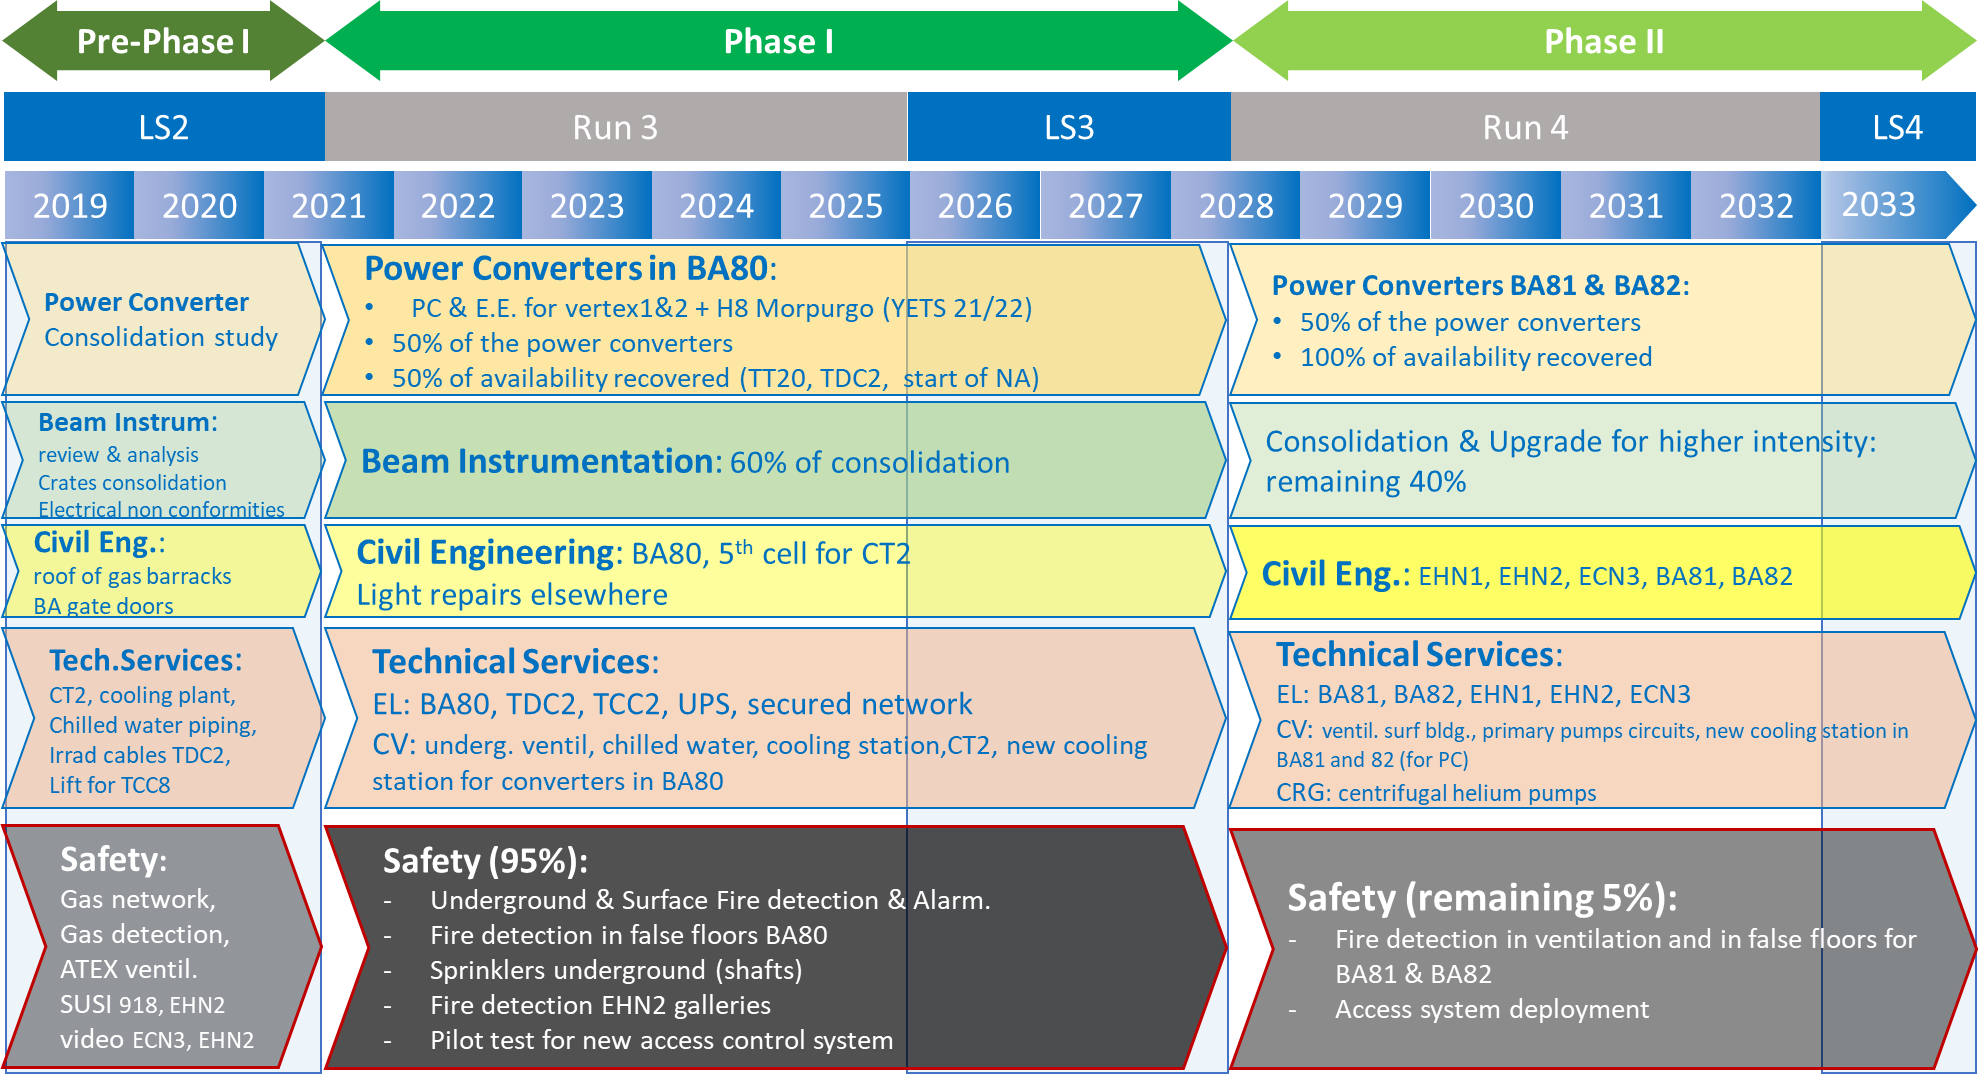 Pre-Phase I
Phase I
Phase II
LS2
Run 3
LS3
Run 4
LS4
2019
2020
2021
2022
2023
2024
2025
2026
2027
2028
2029
2030
2031
2032
2033
Power Converter
Consolidation study
Power Converters in BA80:
• PC & E.E. for vertex1&2 + H8 Morpurgo (YETS 21/22)
• 50% of the power converters
• 50% of availability recovered (TT20, TDC2, start of NA)
Power Converters BA81 & BA82:
• 50% of the power converters
• 100% of availability recovered
Beam Instrum:
review & analysis
Crates consolidation
Electrical non conformities
Beam Instrumentation: 60% of considation
Consolidation & Upgrade for higher intensity:
remaining 40%
Civil Eng.:
roof of gas barracks
BA gate doors
Civil Engineering: BA80, 5th cell for CT2
Light repairs elsewhere
Civil Eng.: EHN1, EHN2, ECN3, BA81, BA82
Tech.Services:
CT2, cooling plant,
Chilled water piping,
Irrad cables TDC2,
Lift for TCC8
Technical Services:
EL: BA80, TDC2, TCC2, UPS, secured network
CV: underg. ventil, chilled water, cooling station,CT2, new cooling
station for converters in BA80
Technical Services:
EL: BA81, BA82, EHN1, EHN2, ECN3
CV: ventil. surf bldg., primary pumps circuits, new cooling station in
BA81 and 82 (for PC)
CRG: centrifugal helium pumps
Safety:
Gas network,
Gas detection,
ATEX ventil.
SUSI 918, EHN2
video ECN3, EHN2
Safety (95%):
- Underground & Surface Fire detection & Alarm.
- Fire detection in false floors BA80
- Sprinklers underground (shafts)
- Fire detection EHN2 galleries
- Pilot test for new access control system
Safety (remaining 5%):
- Fire detection in ventilation and in false floors for
BA81 & BA82
- Access system deployment